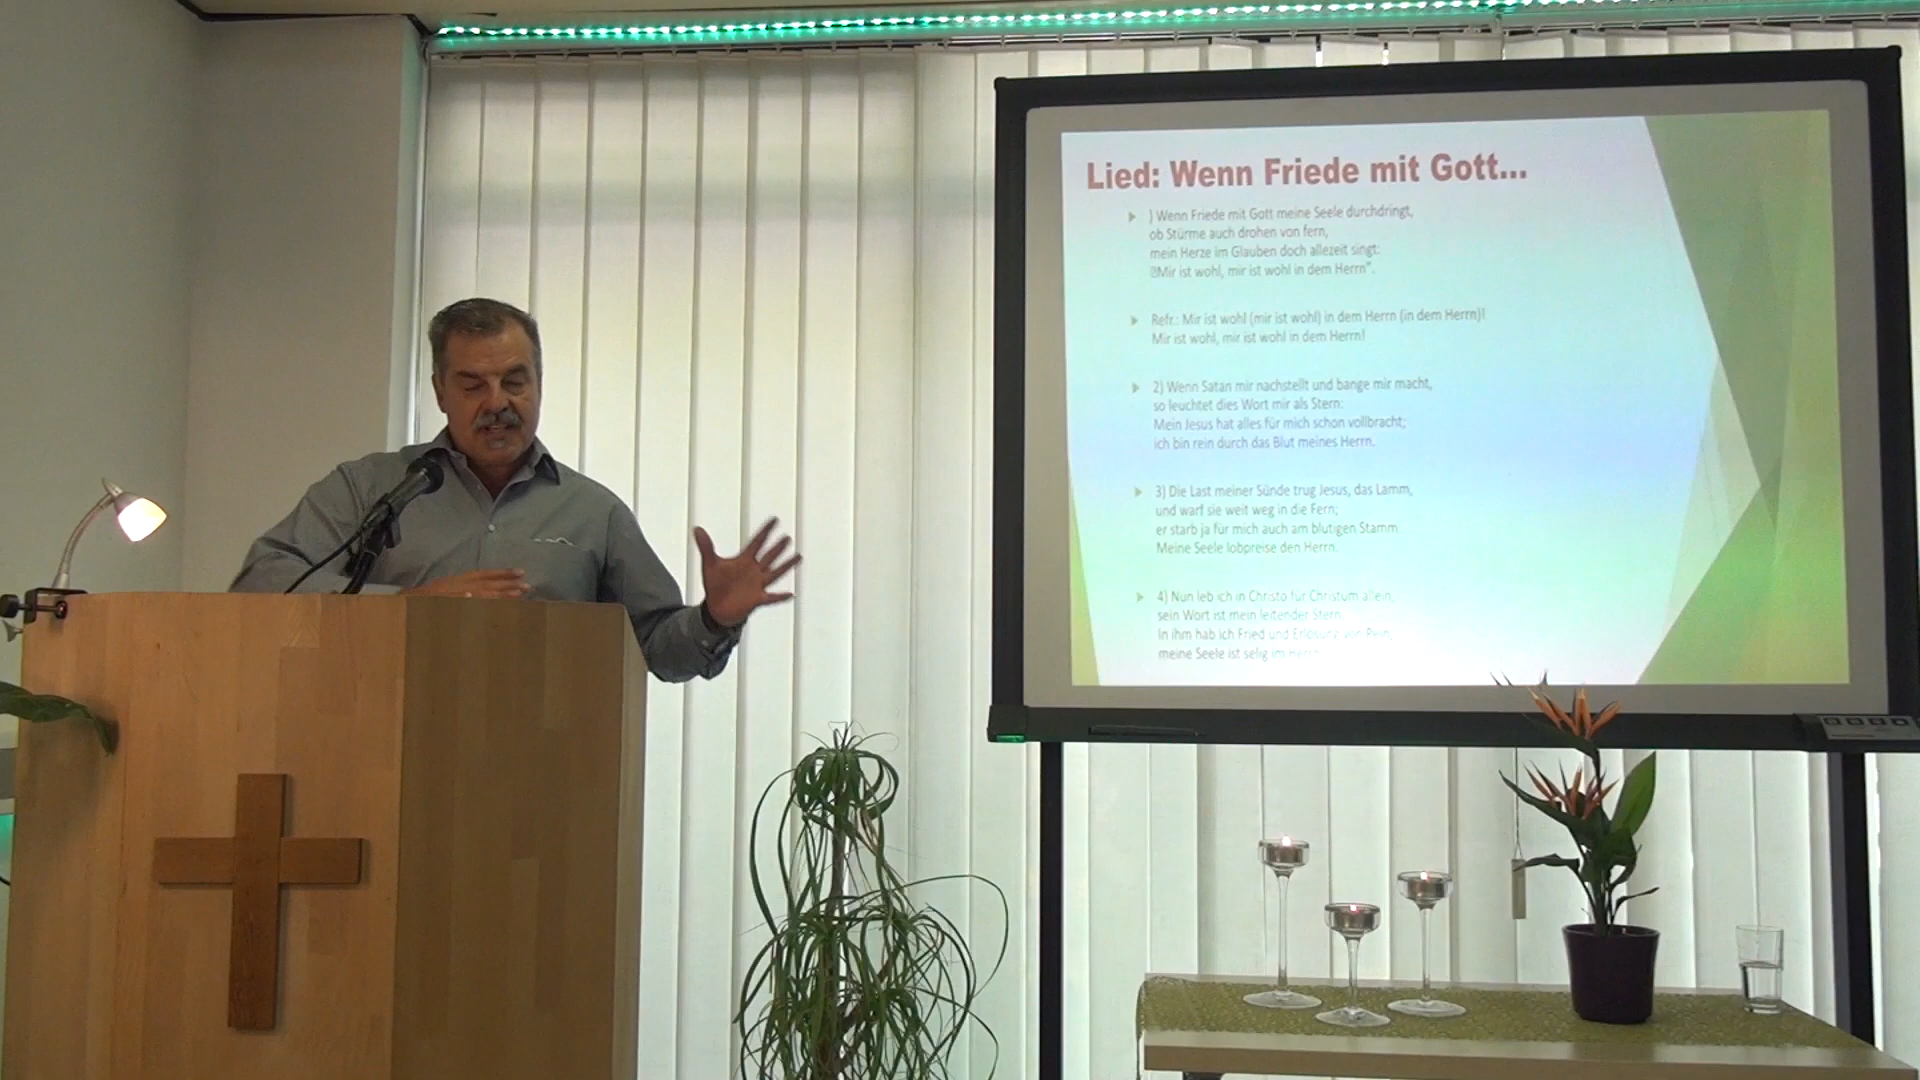 Lied: Wenn Friede mit Gott...
) Wenn Friede mit Gott meine Seele durchdringt,
ob Stürme auch drohen von fern,
mein Herze im Glauben doch allezeit singt:
Mir ist wohl, mir ist wohl in dem Herrn”.
Refr.: Mir ist wohl (mir ist wohl) in dem Herrn (in dem Herrn)!
Mir ist wohl, mir ist wohl in dem Herrn!
2) Wenn Satan mir nachstellt und bange mir macht,
so leuchtet dies Wort mir als Stern:
Mein Jesus hat alles für mich schon vollbracht;
ich bin rein durch das Blut meines Herrn.
3) Die Last meiner Sünde trug Jesus, das Lamm,
und warf sie weit weg in die Fern;
er starb ja für mich auch am blutigen Stamm.
Meine Seele lobpreise den Herrn.
4) Nun leb ich in Christo für Christum allein,
sein Wort ist mein leitender Stern.
In ihm hab ich Fried und Erlösung von Pein,
meine Seele ist selig im Herrn.